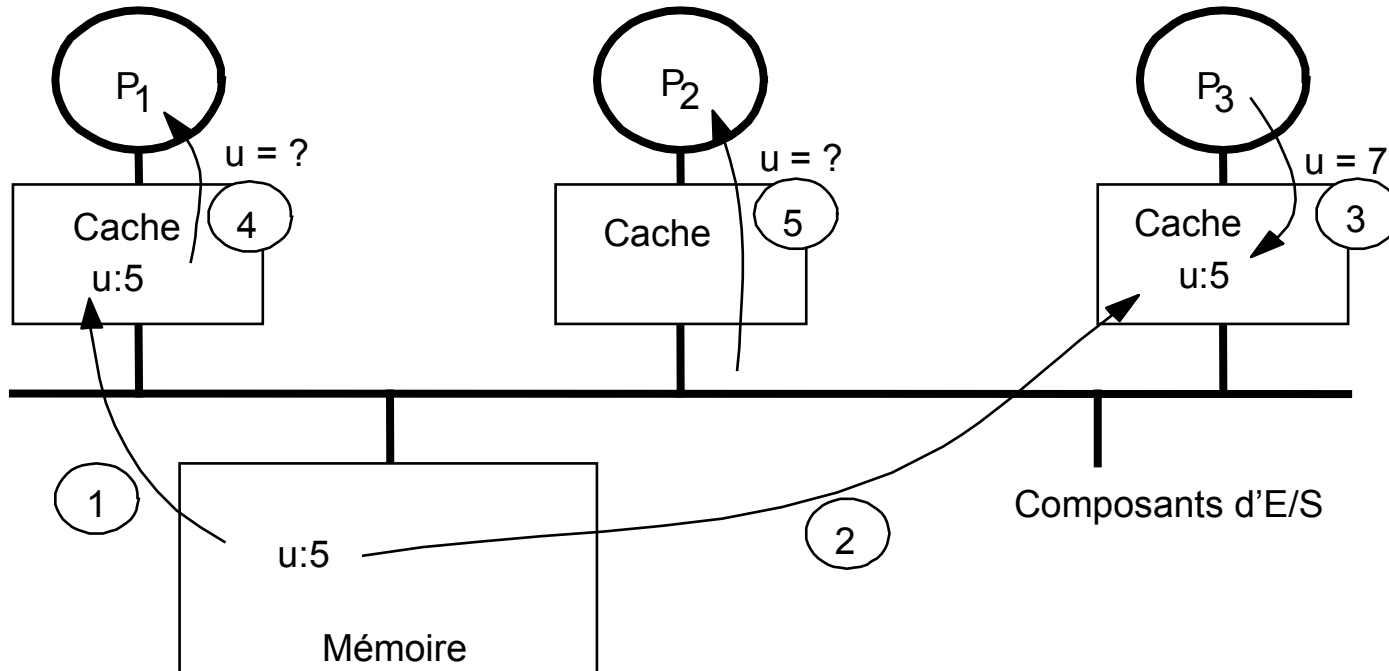 P1
P2
P3
u = ?
u = ?
u = 7
Cache
4
Cache
5
Cache
3
u:5
u:5
1
2
Composants d'E/S
u:5
Mémoire